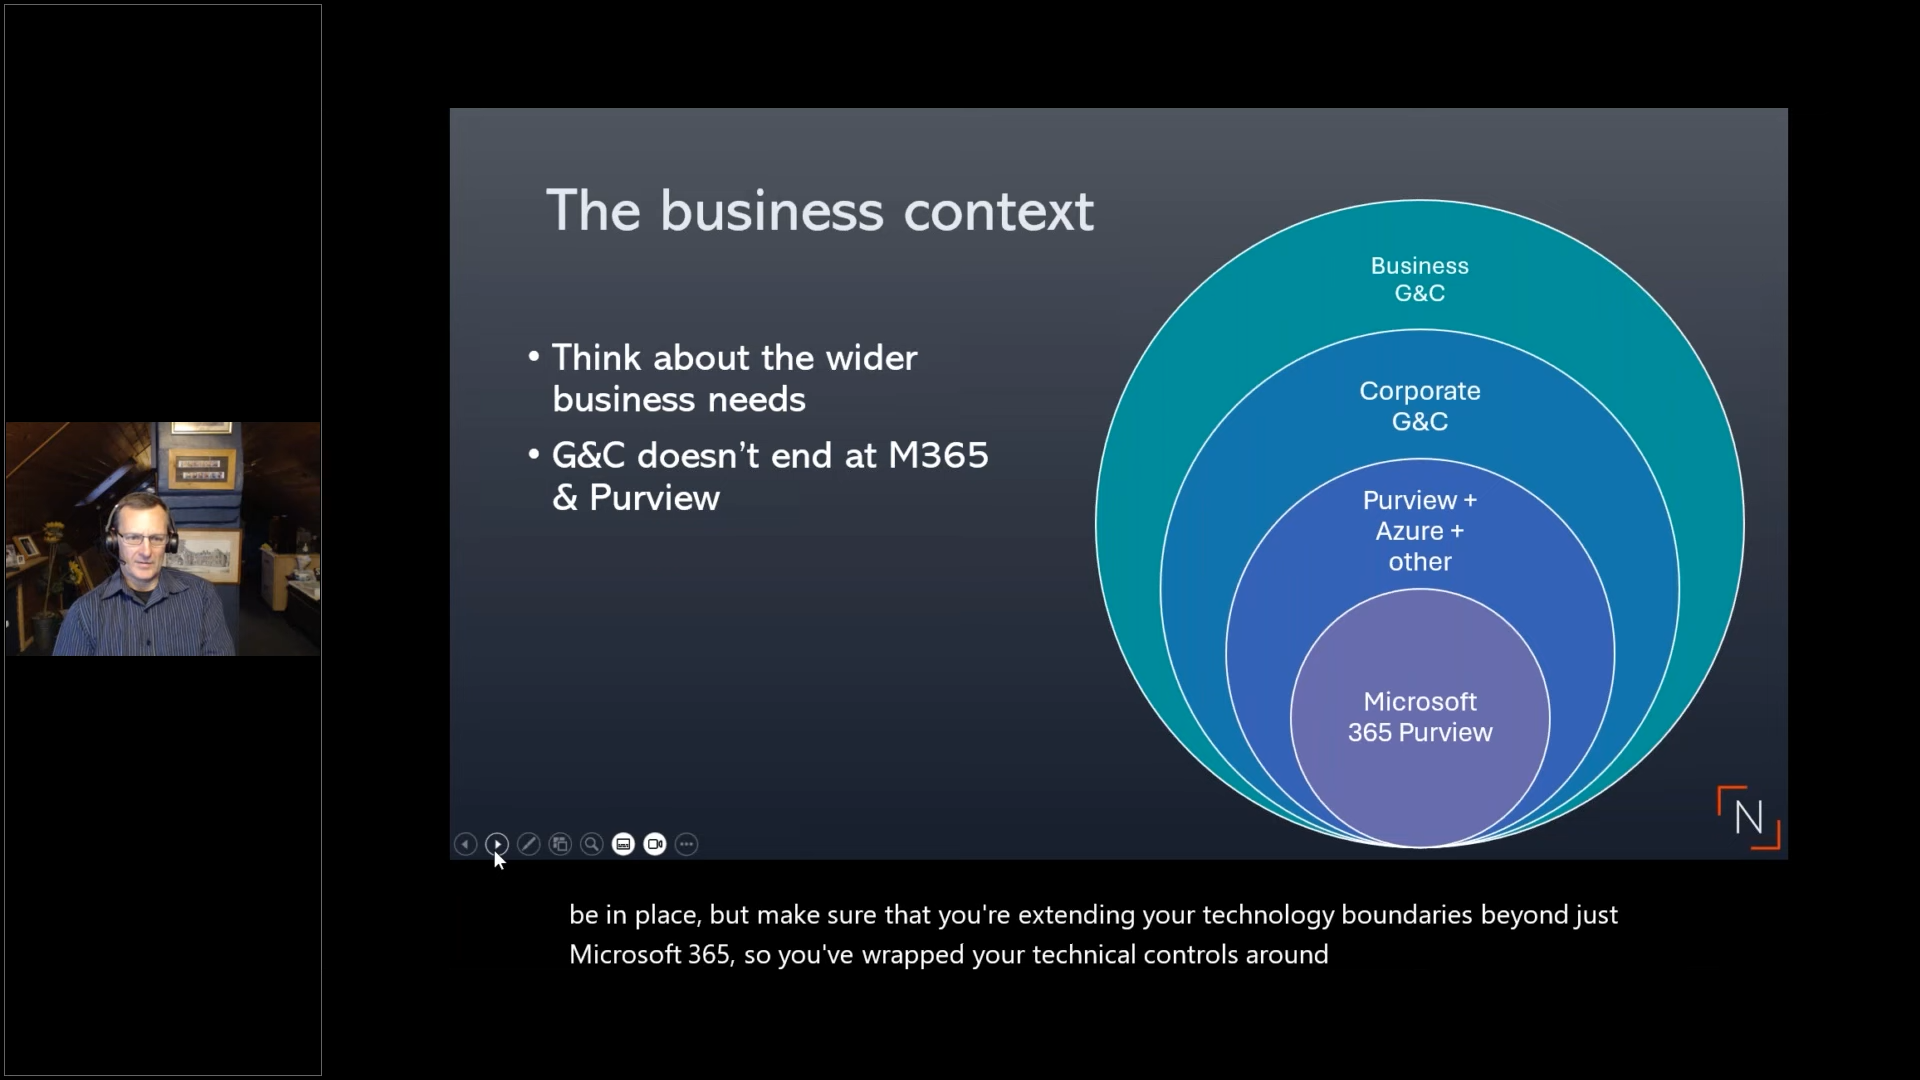 The business context
• Think about the wider
business needs
• G&C doesn’t end at M365
& Purview
Business
G&C
Corporate
G&C
Purview +
Azure +
other
Microsoft
365 Purview
N
be in place, but make sure that you're extending your technology boundaries beyond just
Microsoft 365, so you've wrapped your technical controls around